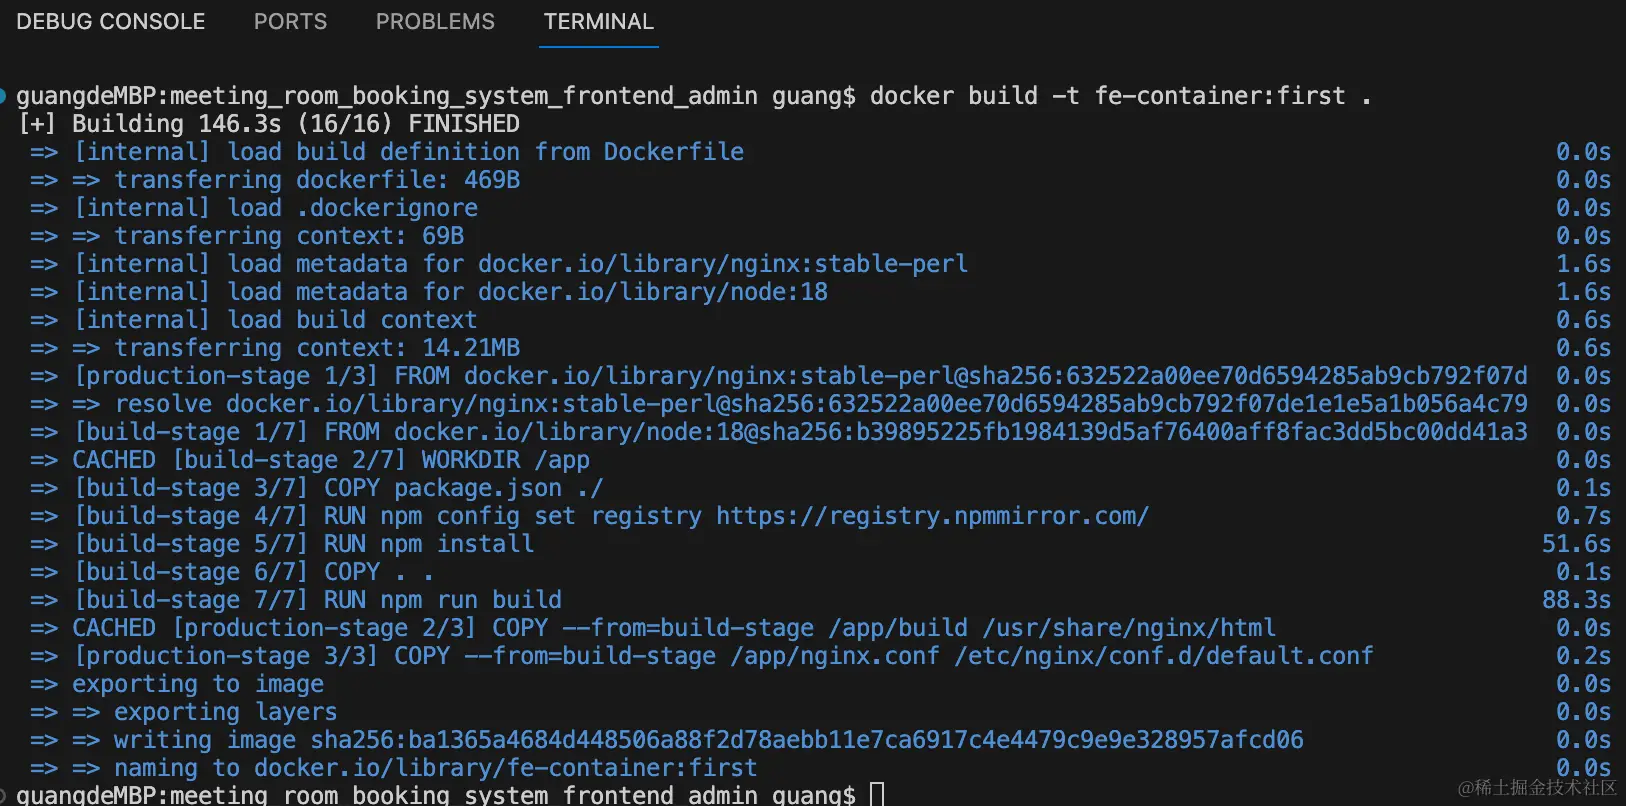 DEBUG CONSOLE PORTS PROBLEMS TERMINAL
guangdeMBP:meeting_room_booking_system_frontend_admin guang$ docker build -t fe-container:first .
[+] Building 146.3s (16/16) FINISHED
=> [internal] load build definition from Dockerfile 0.0s
=> => transferring dockerfile: 469B 0.0s
=> [internal] load .dockerignore 0.0s
=> => transferring context: 69B 0.0s
=> [internal] load metadata for docker.io/library/nginx:stable-perl 1.6s
=> [internal] load metadata for docker.io/library/node:18 1.6s
=> [internal] load build context 0.6s
=> => transferring context: 14.21MB 0.6s
=> [production-stage 1/3] FROM docker.io/library/nginx:stable-perl@sha256:632522a00ee70d6594285ab9cb792f07d 0.0s
=> => resolve docker.io/library/nginx:stable-perl@sha256:632522a00ee70d6594285ab9cb792f07de1e1e5a1b056a4c79 0.0s
=> [build-stage 1/7] FROM docker.io/library/node:18@sha256:b39895225fb1984139d5af76400aff8fac3dd5bc00dd41a3 0.0s
=> CACHED [build-stage 2/7] WORKDIR /app 0.0s
=> [build-stage 3/7] COPY package.json ./ 0.1s
=> [build-stage 4/7] RUN npm config set registry https://registry.npmmirror.com/ 0.7s
=> [build-stage 5/7] RUN npm install 51.6s
=> [build-stage 6/7] COPY . . 0.1s
=> [build-stage 7/7] RUN npm run build 88.3s
=> CACHED [production-stage 2/3] COPY --from=build-stage /app/build /usr/share/nginx/html 0.0s
=> [production-stage 3/3] COPY --from=build-stage /app/nginx.conf /etc/nginx/conf.d/default.conf 0.2s
=> exporting to image 0.0s
=> => exporting layers 0.0s
=> => writing image sha256:ba1365a4684d448506a88f2d78aebb11e7ca6917c4e4479c9e9e328957afcd06 0.0s
=> => naming to docker.io/library/fe-container:first 0.0s
guangdeMBP:meeting_room_booking_system_frontend_admin guang$
@稀土掘金技术社区